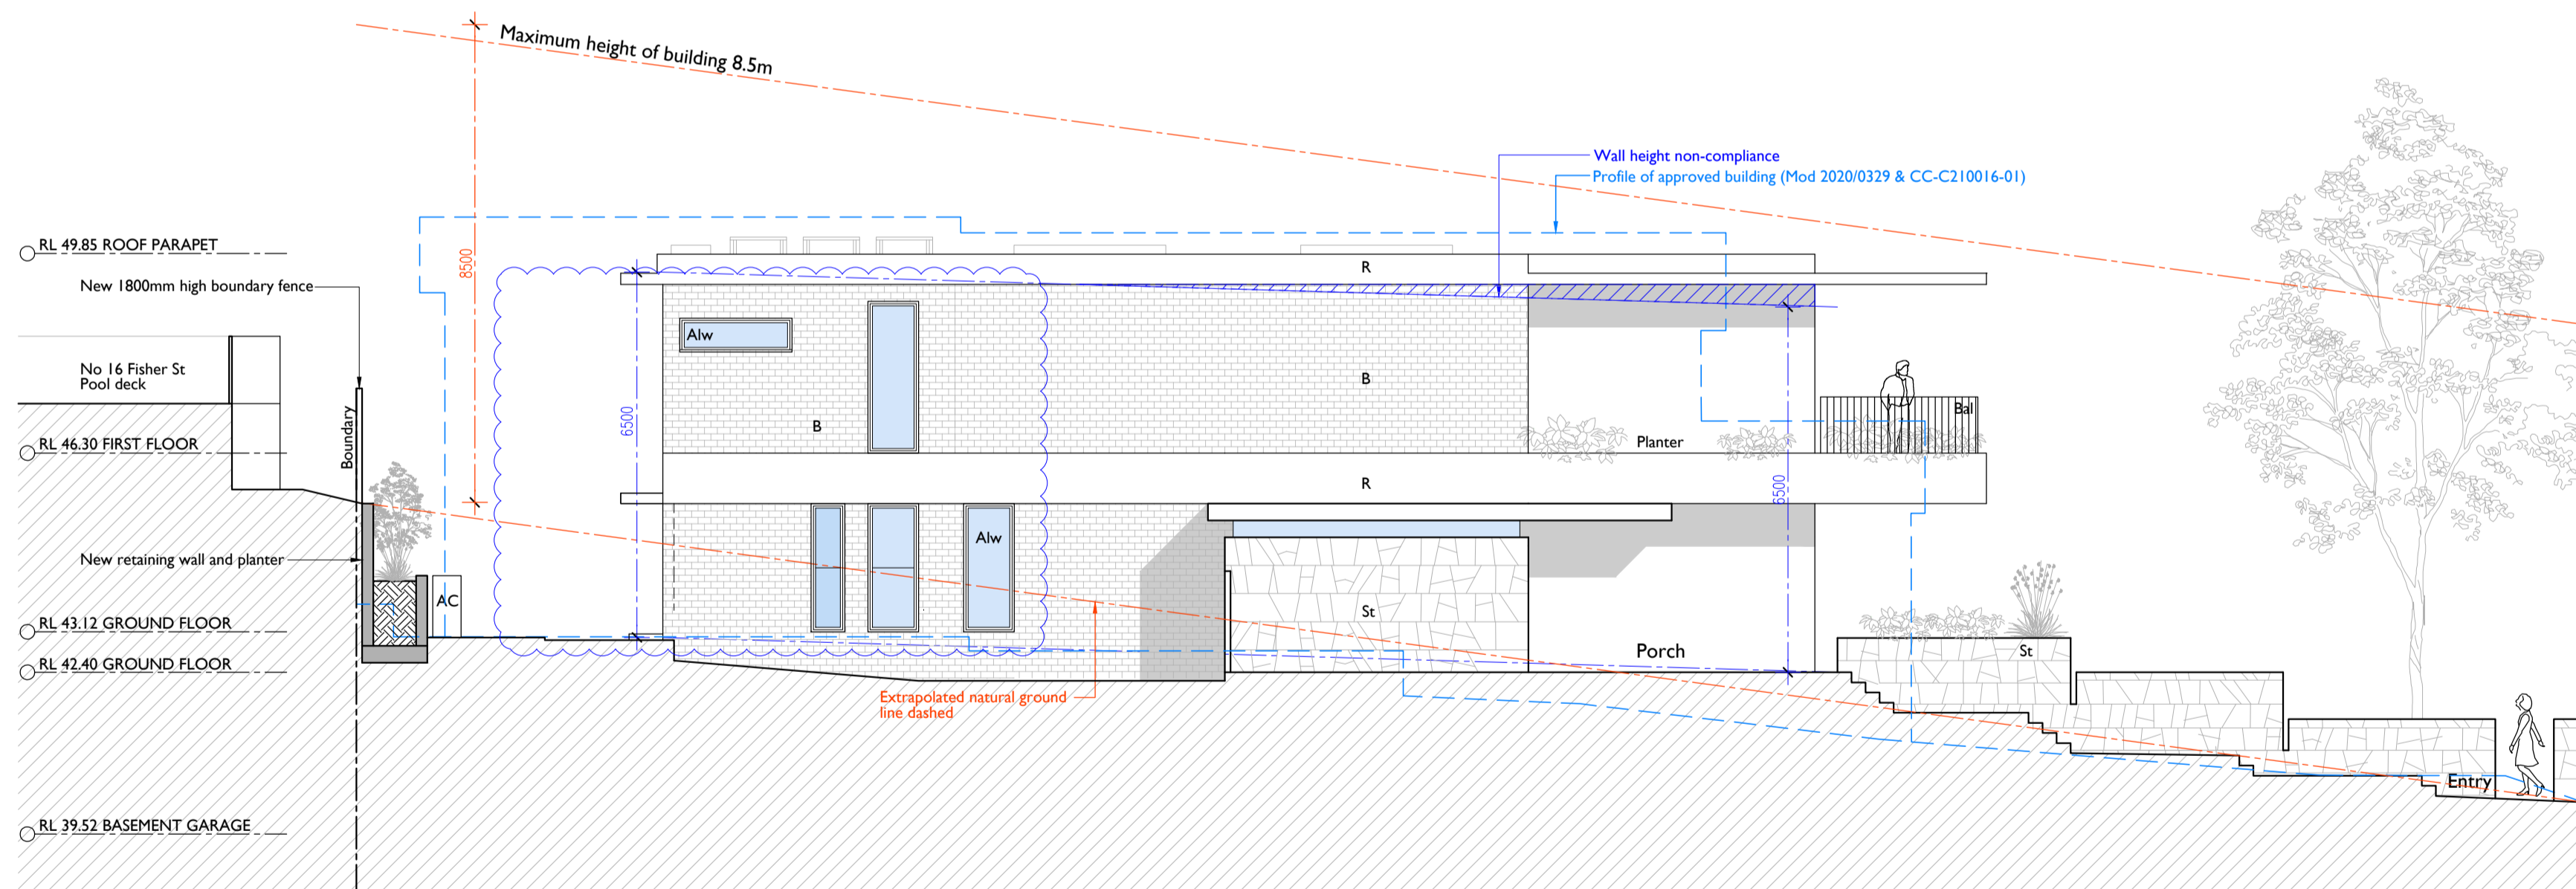 Maximum height of building 8.5m
Wall height non-compliance
Profile of approved building (Mod 2020/0329 & CC-C210016-01)
RL 49.85 ROOF PARAPET
8500
R
New 1800mm high boundary fence
Alw
No 16 Fisher St
Pool deck
B
Boundary
6500
B
Bal
RL 46.30 FIRST FLOOR
Planter
R
6500
Alw
New retaining wall and planter
AC
St
RL 43.12 GROUND FLOOR
Porch
St
RL 42.40 GROUND FLOOR
Extrapolated natural ground
line dashed
Entry
RL 39.52 BASEMENT GARAGE